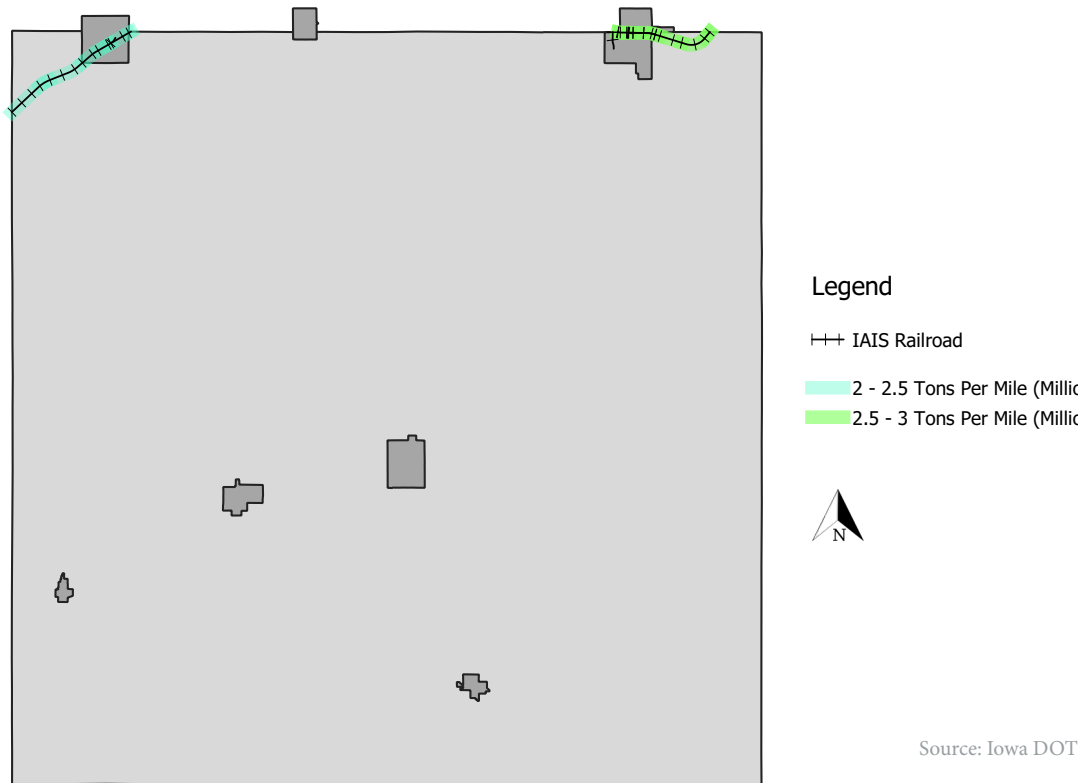 Legend
IAIS Railroad
2 - 2.5 Tons Per Mile (Millio
2.5 - 3 Tons Per Mile (Millio
N
Source: Iowa DOT